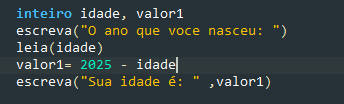 inteiro idade, valor1
escreva("O ano que voce nasceu: ")
leia(idade)
valor1= 2025 - idade
escreva("Sua idade é: " ,valor1)